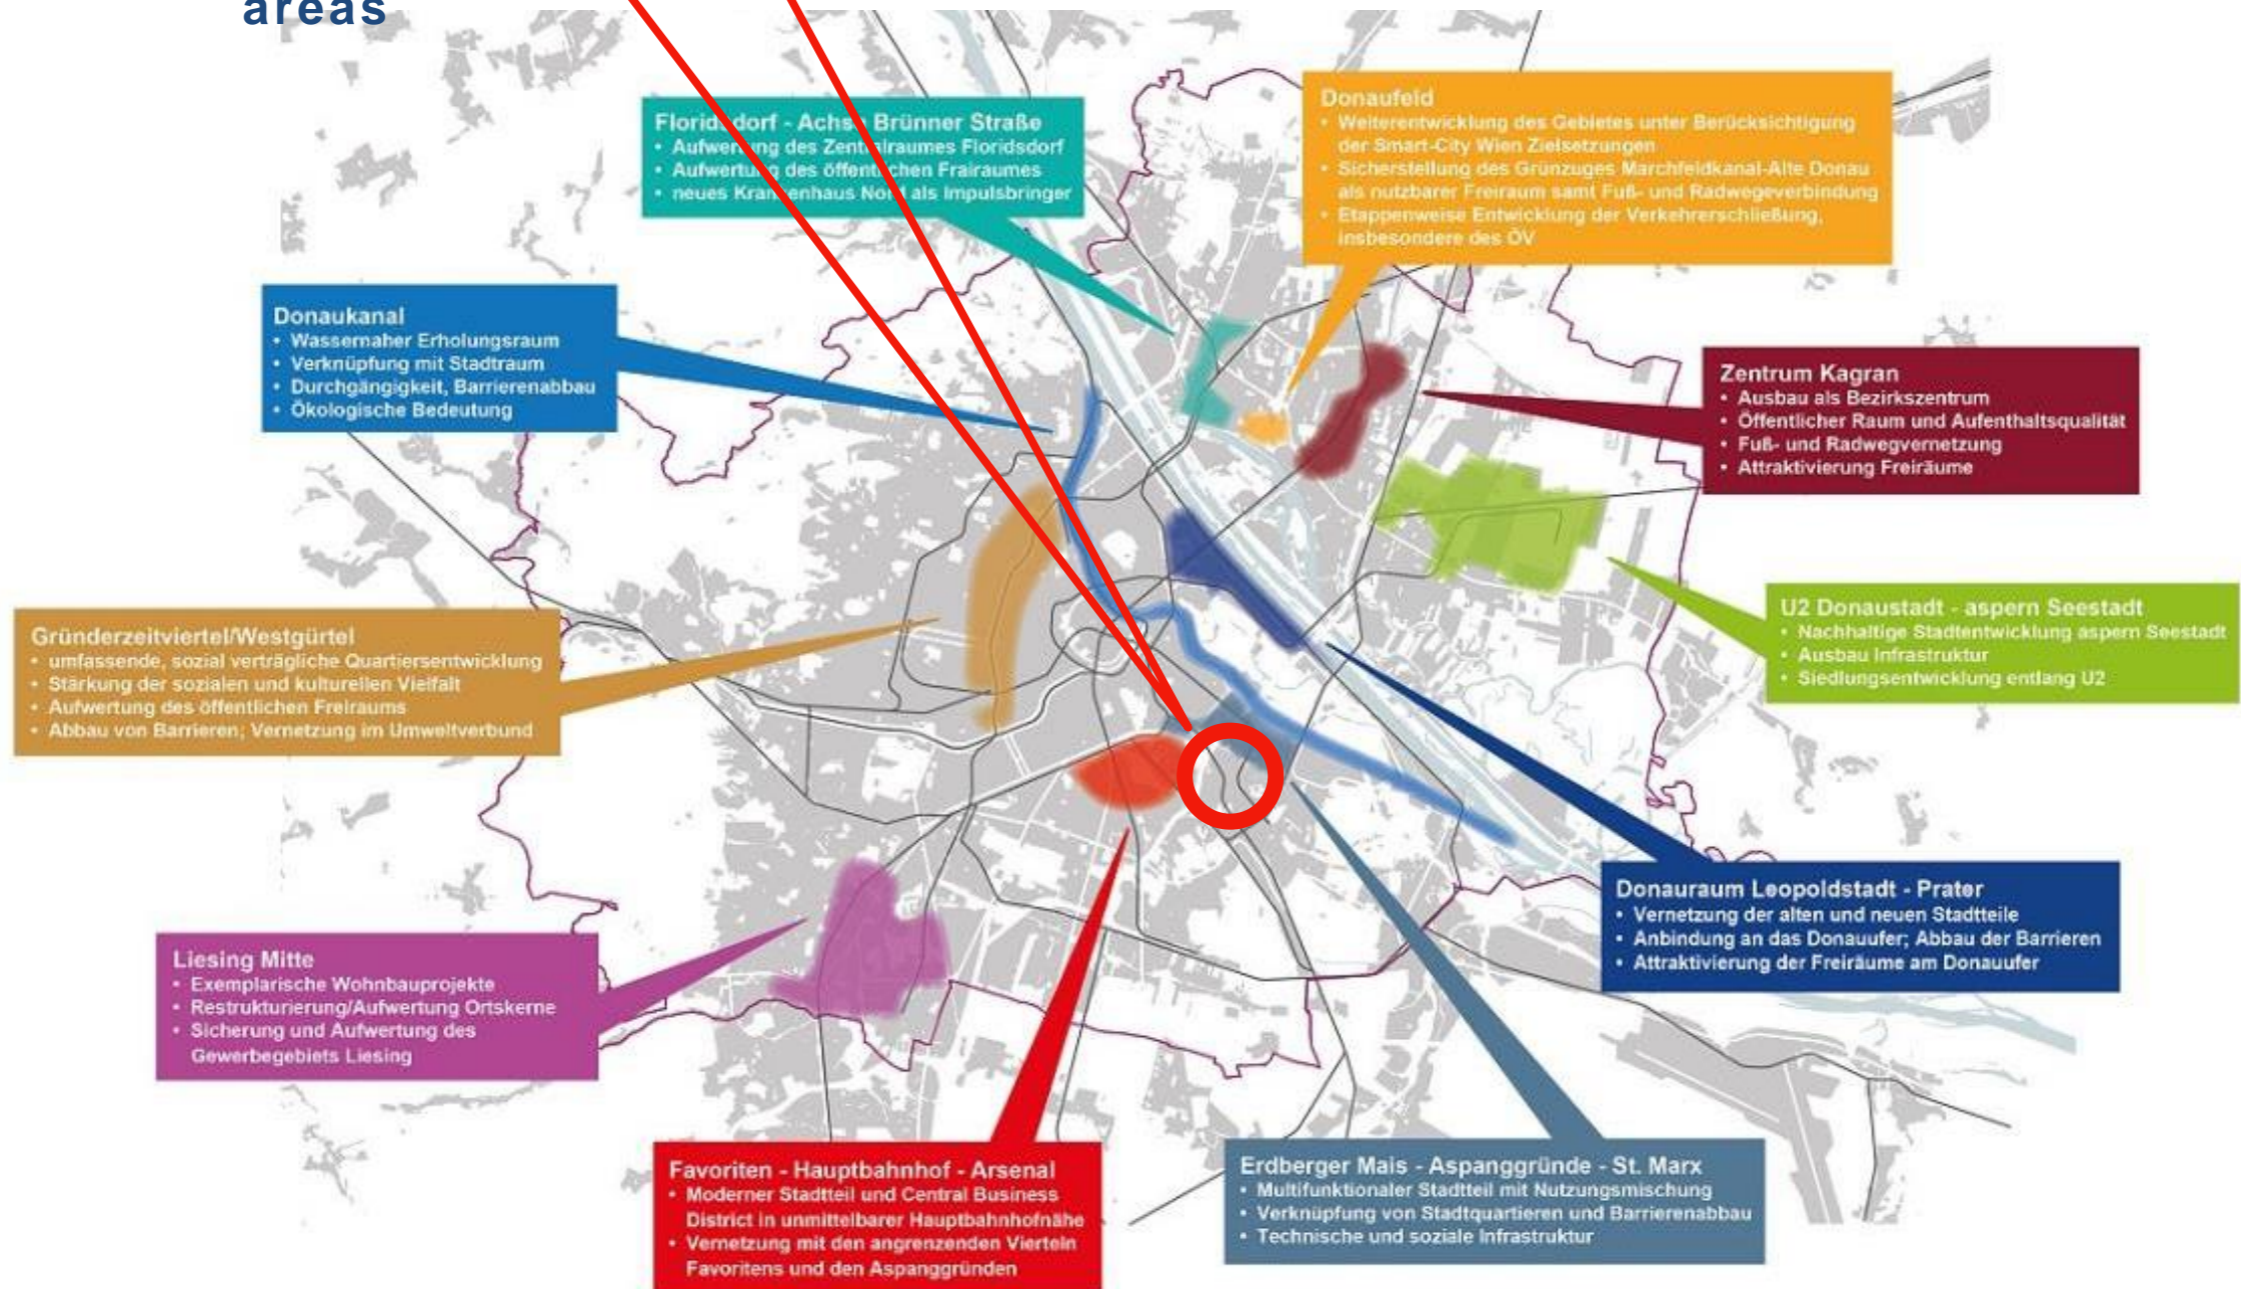 areas
Floridsdorf - Achse Brünner Straße
• Aufwertung des Zentralraumes Floridsdorf
• Aufwertung des öffentlichen Frairaumes
• neues Krankenhaus Nord als Impulsbringer
Donaufeld
• Weiterentwicklung des Gebietes unter Berücksichtigung
der Smart-City Wien Zielsetzungen
• Sicherstellung des Grünzuges Marchfeldkanal-Alte Donau
als nutzbarer Freiraum samt Fuß- und Radwegeverbindung
• Etappenweise Entwicklung der Verkehrerschließung,
insbesondere des ÖV
Donaukanal
• Wassernaher Erholungsraum
• Verknüpfung mit Stadtraum
• Durchgängigkeit, Barrierenabbau
• Ökologische Bedeutung
Zentrum Kagran
• Ausbau als Bezirkszentrum
• Öffentlicher Raum und Aufenthaltsqualität
• Fuß- und Radwegvernetzung
• Attraktivierung Freiräume
U2 Donaustadt - aspern Seestadt
• Nachhaltige Stadtentwicklung aspern Seestadt
• Ausbau Infrastruktur
• Siedlungsentwicklung entlang U2
Gründerzeitviertel/Westgürtel
• umfassende, sozial verträgliche Quartiersentwicklung
• Stärkung der sozialen und kulturellen Vielfalt
• Aufwertung des öffentlichen Freiraums
• Abbau von Barrieren; Vernetzung im Umweltverbund
Donauraum Leopoldstadt - Prater
• Vernetzung der alten und neuen Stadtteile
• Anbindung an das Donauufer; Abbau der Barrieren
• Attraktivierung der Freiräume am Donauufer
Liesing Mitte
• Exemplarische Wohnbauprojekte
• Restrukturierung/Aufwertung Ortskerne
• Sicherung und Aufwertung des
Gewerbegebiets Liesing
Favoriten - Hauptbahnhof - Arsenal
• Moderner Stadtteil und Central Business
District in unmittelbarer Hauptbahnhofnähe
• Vernetzung mit den angrenzenden Vierteln
Favoritens und den Aspanggründen
Erdberger Mais - Aspanggründe - St. Marx
• Multifunktionaler Stadtteil mit Nutzungsmischung
• Verknüpfung von Stadtquartieren und Barrierenabbau
• Technische und soziale Infrastruktur